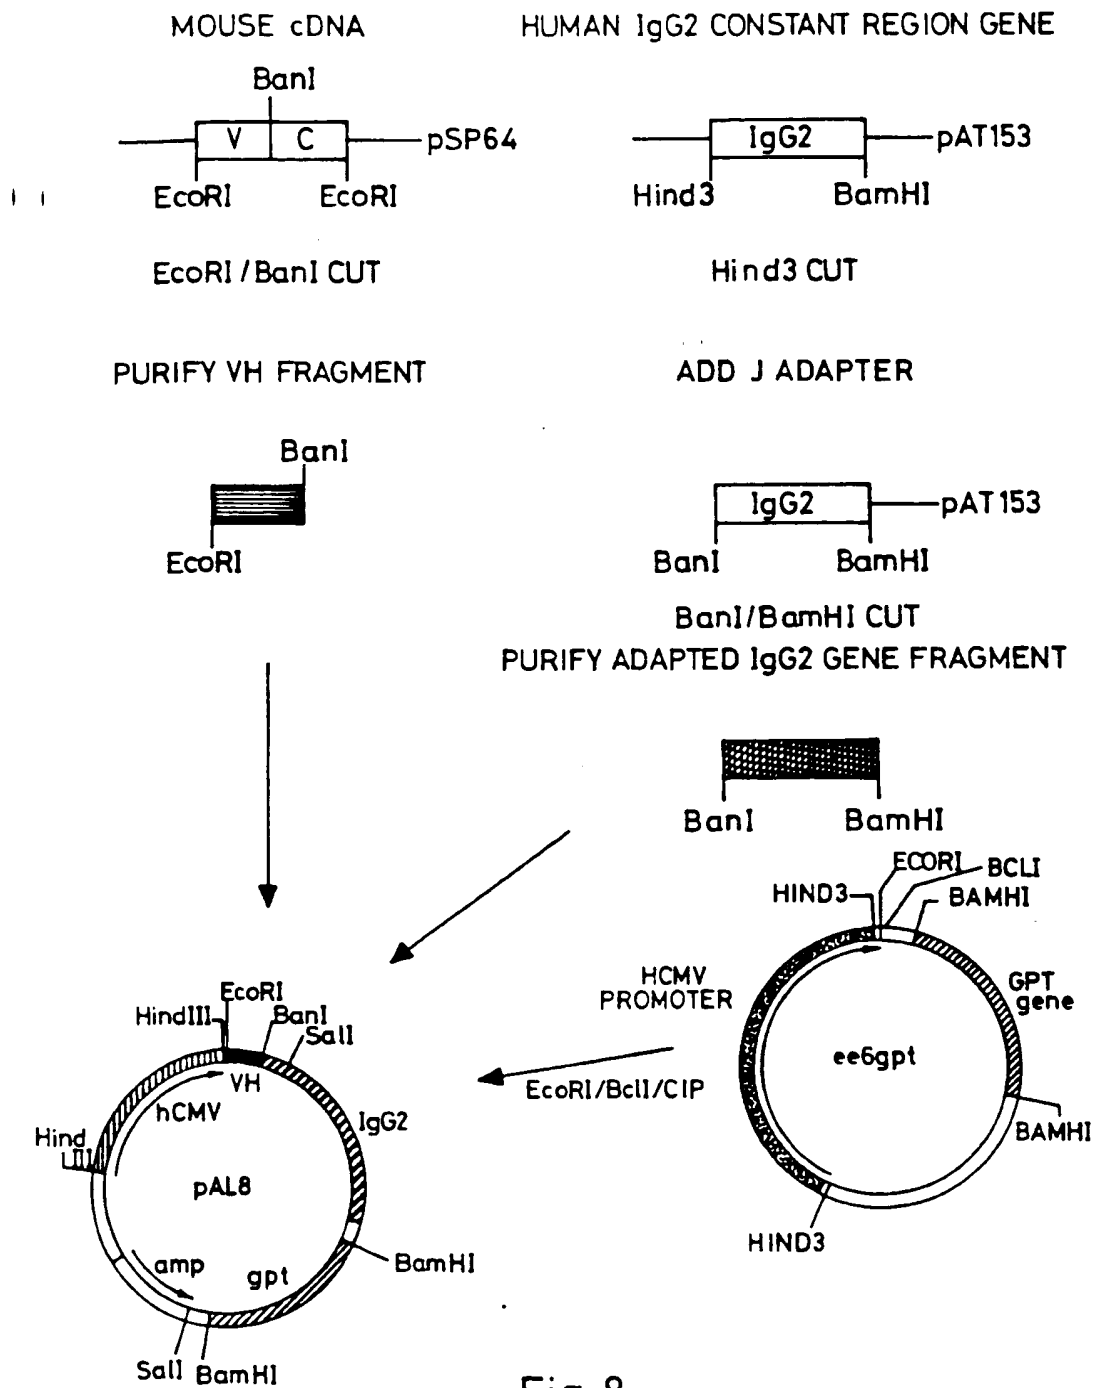 MOUSE cDNA
HUMAN IgG2 CONSTANT REGION GENE
BanI
V
C
pSP64
EcoRI
EcoRI
IgG2
pAT153
Hind3
BamHI
EcoRI/BanI CUT
Hind3 CUT
PURIFY VH FRAGMENT
ADD J ADAPTER
BanI
EcoRI
IgG2
pAT153
BanI
BamHI
BanI/BamHI CUT
PURIFY ADAPTED IgG2 GENE FRAGMENT
BanI
BamHI
ECORI
BCLI
HIND3
BAMHI
HCMV
PROMOTER
GPT
gene
ee6gpt
BAMHI
HIND3
EcoRI/BclI/CIP
EcoRI
HindIII
BanI
SalI
VH
hCMV
IgG2
Hind
III
pAL8
amp
gpt
BamHI
SalI
BamHI
Fig. 8